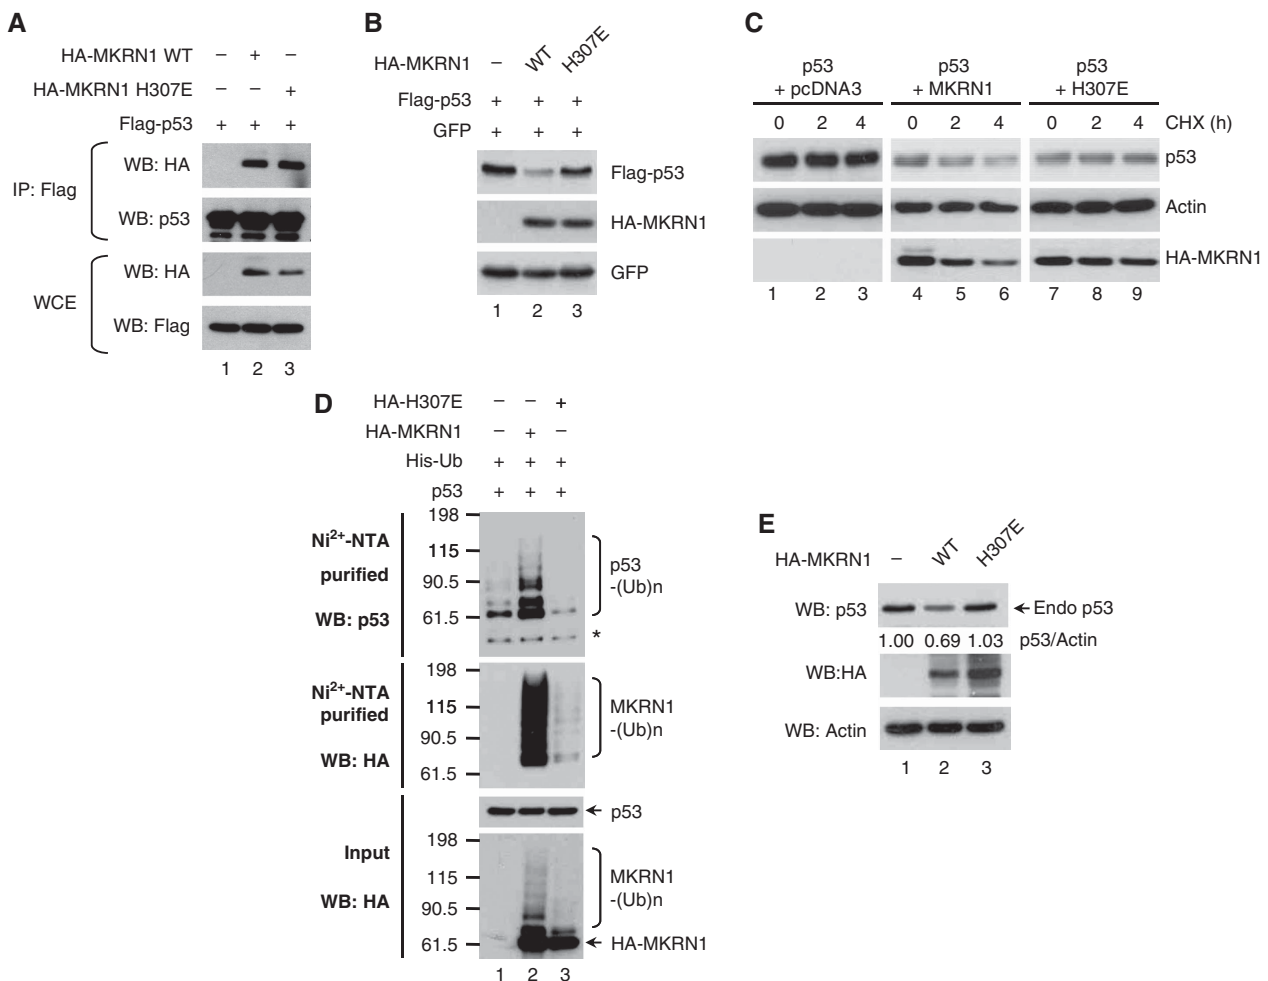 A
HA-MKRN1 WT − + −
HA-MKRN1 H307E − − +
Flag-p53 + + +
IP: Flag
WB: HA
WB: p53
WCE
WB: HA
WB: Flag
1 2 3
B
HA-MKRN1 − WT H307E
Flag-p53 + + +
GFP + + +
Flag-p53
HA-MKRN1
GFP
1 2 3
C
p53 + pcDNA3
p53 + MKRN1
p53 + H307E
0 2 4 0 2 4 0 2 4 CHX (h)
p53
Actin
HA-MKRN1
1 2 3 4 5 6 7 8 9
D
HA-H307E − − +
HA-MKRN1 − + −
His-Ub + + +
p53 + + +
Ni2+-NTA
purified
WB: p53
198
115
90.5
61.5
p53
-(Ub)n
*
Ni2+-NTA
purified
WB: HA
198
115
90.5
61.5
MKRN1
-(Ub)n
p53
Input
WB: HA
198
115
90.5
61.5
MKRN1
-(Ub)n
HA-MKRN1
1 2 3
E
HA-MKRN1 − WT H307E
WB: p53 Endo p53
1.00 0.69 1.03 p53/Actin
WB:HA
WB: Actin
1 2 3